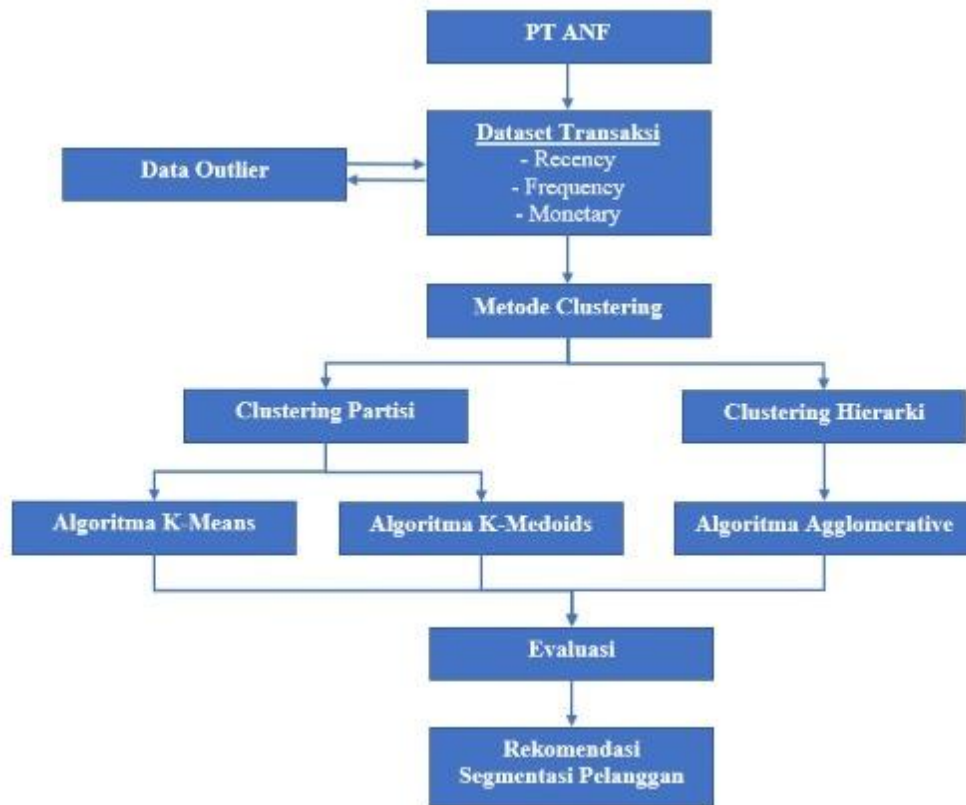 PT ANF
Dataset Transaksi
- Recency
- Frequency
- Monetary
Data Outlier
Metode Clustering
Clustering Partisi
Clustering Hierarki
Algoritma K-Means
Algoritma K-Medoids
Algoritma Agglomerative
Evaluasi
Rekomendasi
Segmentasi Pelanggan